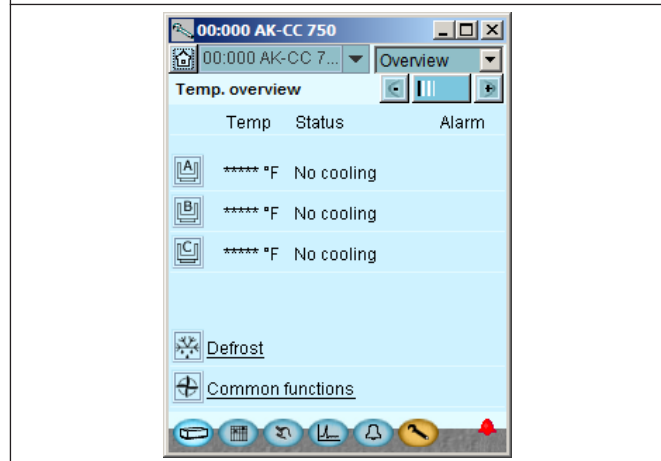 00:000 AK-CC 750
00:000 AK-CC 7... Overview
Temp. overview
Temp Status Alarm
A ***** °F No cooling
B ***** °F No cooling
C ***** °F No cooling
Defrost
Common functions